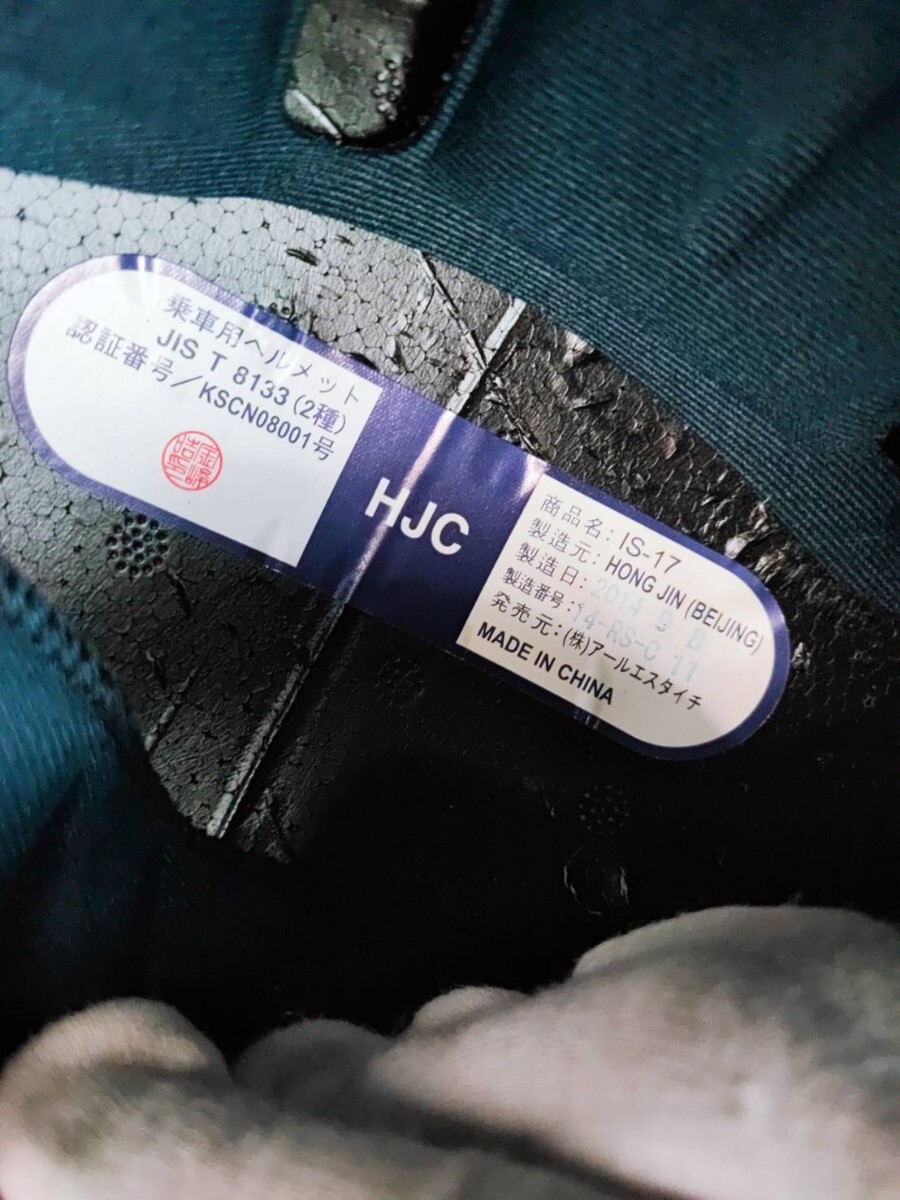 乗車用ヘルメット
JIS T 8133(2種)
認証番号/KSCN08001号
HJC
商品名:IS-17
製造元:HONG JIN(BEIJING)
製造日:2014 9 B
製造番号:14-RS-C 11
発売元:(株)アールエスタイチ
MADE IN CHINA